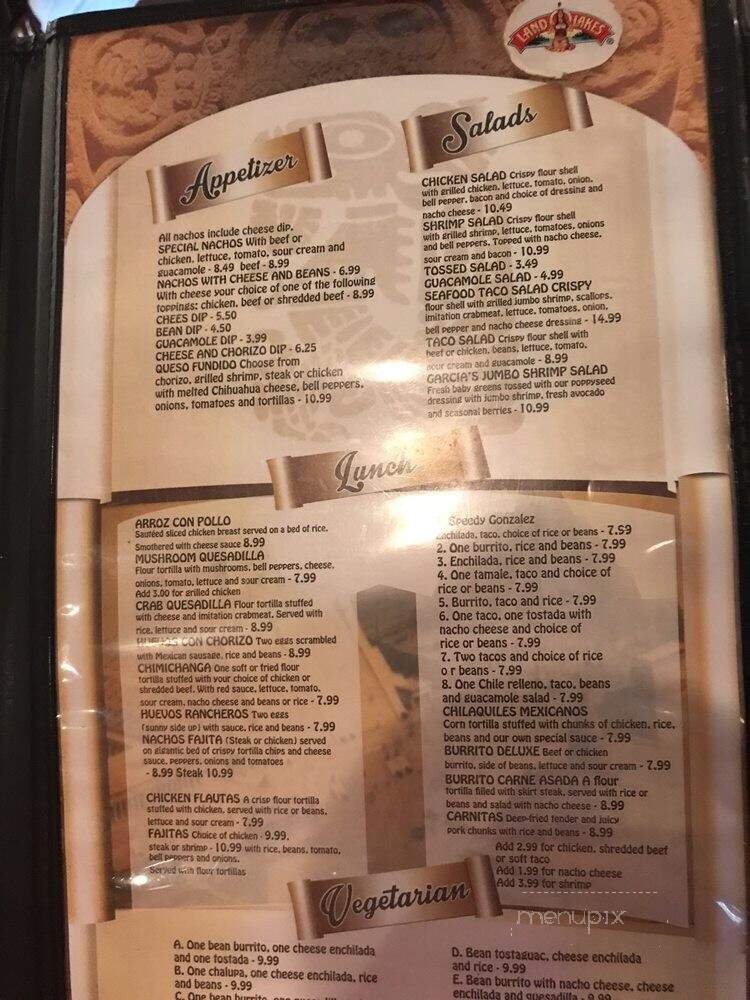 LAND O LAKES
Appetizer
All nachos include cheese dip.
SPECIAL NACHOS With beef or
chicken, lettuce, tomato, sour cream and
guacamole - 8.49 beef - 8.99
NACHOS WITH CHEESE AND BEANS - 6.99
With cheese your choice of one of the following
toppings: chicken, beef or shredded beef - 8.99
CHEES DIP - 5.50
BEAN DIP - 4.50
GUACAMOLE DIP - 3.99
CHEESE AND CHORIZO DIP - 6.25
QUESO FUNDIDO Choose from
chorizo, grilled shrimp, steak or chicken
with melted Chihuahua cheese, bell peppers,
onions, tomatoes and tortillas - 10.99
Salads
CHICKEN SALAD Crispy flour shell
with grilled chicken, lettuce, tomato, onion,
bell pepper, bacon and choice of dressing and
nacho cheese - 10.49
SHRIMP SALAD Crispy flour shell
with grilled shrimp, lettuce, tomatoes, onions
and bell peppers. Topped with nacho cheese,
sour cream and bacon - 10.99
TOSSED SALAD - 3.49
GUACAMOLE SALAD - 4.99
SEAFOOD TACO SALAD CRISPY
flour shell with grilled jumbo shrimp, scallops,
imitation crabmeat, lettuce, tomatoes, onion,
bell pepper and nacho cheese dressing - 14.99
TACO SALAD Crispy flour shell with
beef or chicken, beans, lettuce, tomato,
sour cream and guacamole - 8.99
GARCIA'S JUMBO SHRIMP SALAD
Fresh baby greens tossed with our poppyseed
dressing with jumbo shrimp, fresh avocado
and seasonal berries - 10.99
Lunch
ARROZ CON POLLO
Sautéed sliced chicken breast served on a bed of rice.
Smothered with cheese sauce 8.99
MUSHROOM QUESADILLA
Flour tortilla with mushrooms, bell peppers, cheese,
onions, tomato, lettuce and sour cream - 7.99
Add 3.00 for grilled chicken
CRAB QUESADILLA Flour tortilla stuffed
with cheese and imitation crabmeat. Served with
rice, lettuce and sour cream - 8.99
HUEVOS CON CHORIZO Two eggs scrambled
with Mexican sausage, rice and beans - 8.99
CHIMICHANGA One soft or fried flour
tortilla stuffed with your choice of chicken or
shredded beef. With red sauce, lettuce, tomato,
sour cream, nacho cheese and beans or rice - 7.99
HUEVOS RANCHEROS Two eggs
(sunny side up) with sauce, rice and beans - 7.99
NACHOS FAJITA (Steak or chicken) served
on gigantic bed of crispy tortilla chips and cheese
sauce, peppers, onions and tomatoes
- 8.99 Steak 10.99
CHICKEN FLAUTAS A crisp flour tortilla
stuffed with chicken, served with rice or beans,
lettuce and sour cream - 7.99
FAJITAS Choice of chicken - 9.99,
steak or shrimp - 10.99 with rice, beans, tomato,
bell peppers and onions.
Served with flour tortillas
Speedy Gonzalez
Enchilada, taco, choice of rice or beans - 7.59
2. One burrito, rice and beans - 7.99
3. Enchilada, rice and beans - 7.99
4. One tamale, taco and choice of
rice or beans - 7.99
5. Burrito, taco and rice - 7.99
6. One taco, one tostada with
nacho cheese and choice of
rice or beans - 7.99
7. Two tacos and choice of rice
o r beans - 7.99
8. One Chile relleno, taco, beans
and guacamole salad - 7.99
CHILAQUILES MEXICANOS
Corn tortilla stuffed with chunks of chicken, rice,
beans and our own special sauce - 7.99
BURRITO DELUXE Beef or chicken
burrito, side of beans, lettuce and sour cream - 7.99
BURRITO CARNE ASADA A flour
tortilla filled with skirt steak, served with rice or
beans and salad with nacho cheese - 8.99
CARNITAS Deep-fried tender and juicy
pork chunks with rice and beans - 8.99
Add 2.99 for chicken, shredded beef
or soft taco
Add 1.99 for nacho cheese
Add 3.99 for shrimp
menupix
Vegetarian
A. One bean burrito, one cheese enchilada
and one tostada - 9.99
B. One chalupa, one cheese enchilada, rice
and beans - 9.99
C. One bean burrito, one
D. Bean tostaguac, cheese enchilada
and rice - 9.99
E. Bean burrito with nacho cheese, cheese
enchilada and quesadilla - 9.99